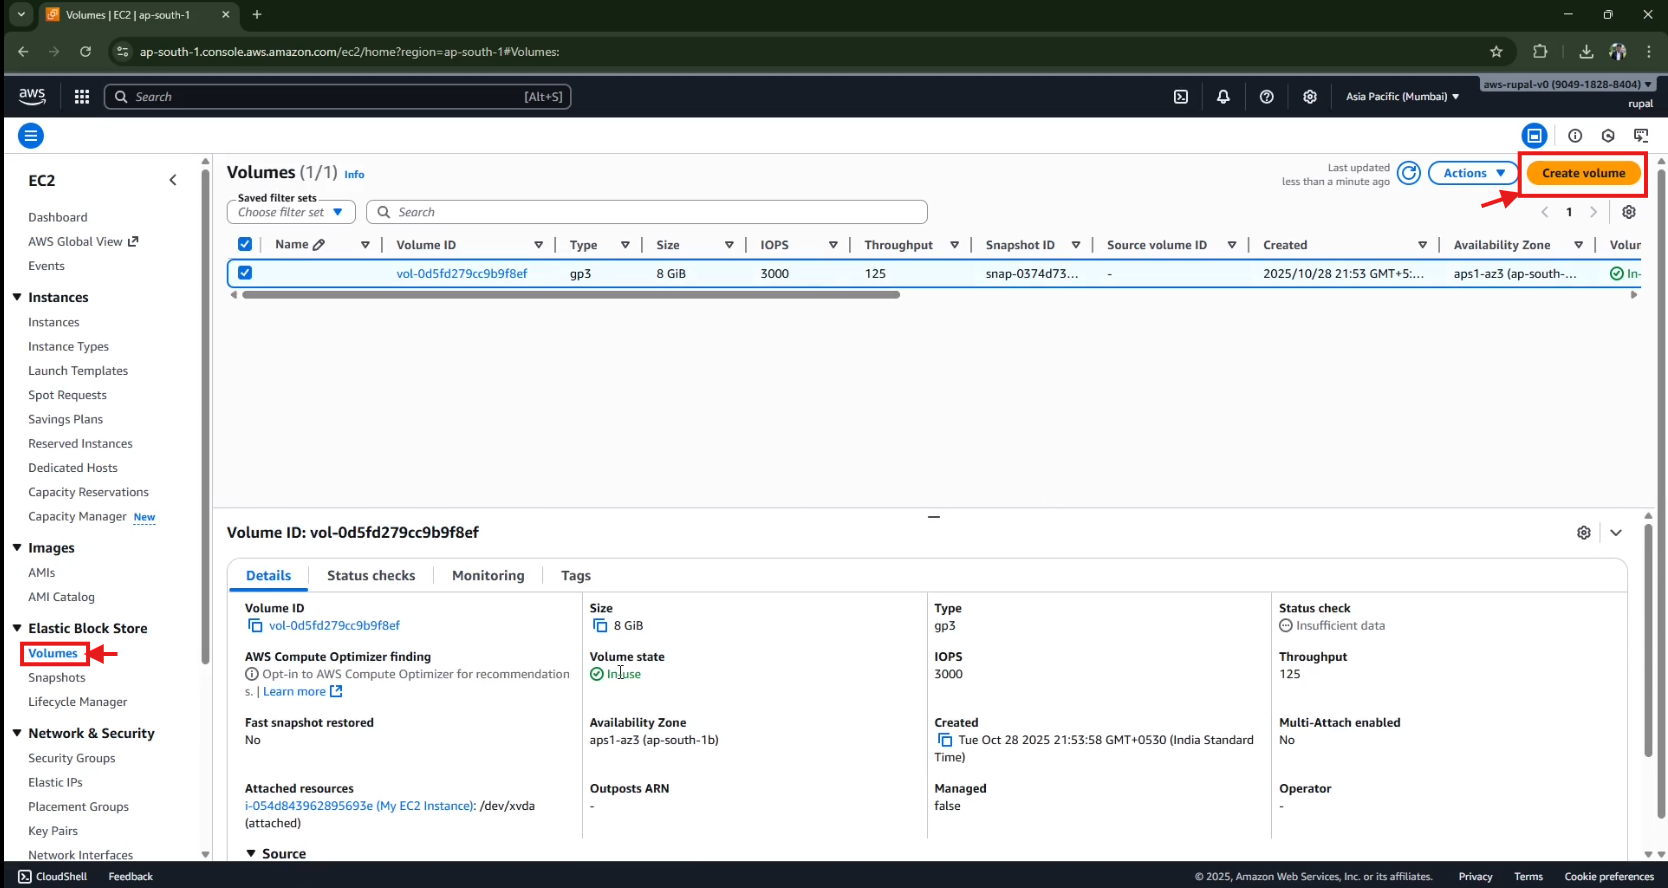 Volumes | EC2 | ap-south-1
ap-south-1.console.aws.amazon.com/ec2/home?region=ap-south-1#Volumes:
aws
Search
[Alt+S]
Asia Pacific (Mumbai)
aws-rupal-v0 (9049-1828-8404)
rupal
EC2
Dashboard
AWS Global View
Events
Instances
Instances
Instance Types
Launch Templates
Spot Requests
Savings Plans
Reserved Instances
Dedicated Hosts
Capacity Reservations
Capacity Manager New
Images
AMIs
AMI Catalog
Elastic Block Store
Volumes
Snapshots
Lifecycle Manager
Network & Security
Security Groups
Elastic IPs
Placement Groups
Key Pairs
Network Interfaces
Volumes (1/1) Info
Last updated
less than a minute ago
Actions
Create volume
Saved filter sets
Choose filter set
Search
1
Name Volume ID Type Size IOPS Throughput Snapshot ID Source volume ID Created Availability Zone Volur
vol-0d5fd279cc9b9f8ef gp3 8 GiB 3000 125 snap-0374d73... - 2025/10/28 21:53 GMT+5:... aps1-az3 (ap-south-... In-
Volume ID: vol-0d5fd279cc9b9f8ef
Details Status checks Monitoring Tags
Volume ID
vol-0d5fd279cc9b9f8ef
Size
8 GiB
Type
gp3
Status check
Insufficient data
AWS Compute Optimizer finding
Opt-in to AWS Compute Optimizer for recommendation
s. | Learn more
Volume state
In-use
IOPS
3000
Throughput
125
Fast snapshot restored
No
Availability Zone
aps1-az3 (ap-south-1b)
Created
Tue Oct 28 2025 21:53:58 GMT+0530 (India Standard
Time)
Multi-Attach enabled
No
Attached resources
i-054d843962895693e (My EC2 Instance): /dev/xvda
(attached)
Outposts ARN
-
Managed
false
Operator
-
Source
CloudShell Feedback
© 2025, Amazon Web Services, Inc. or its affiliates. Privacy Terms Cookie preferences